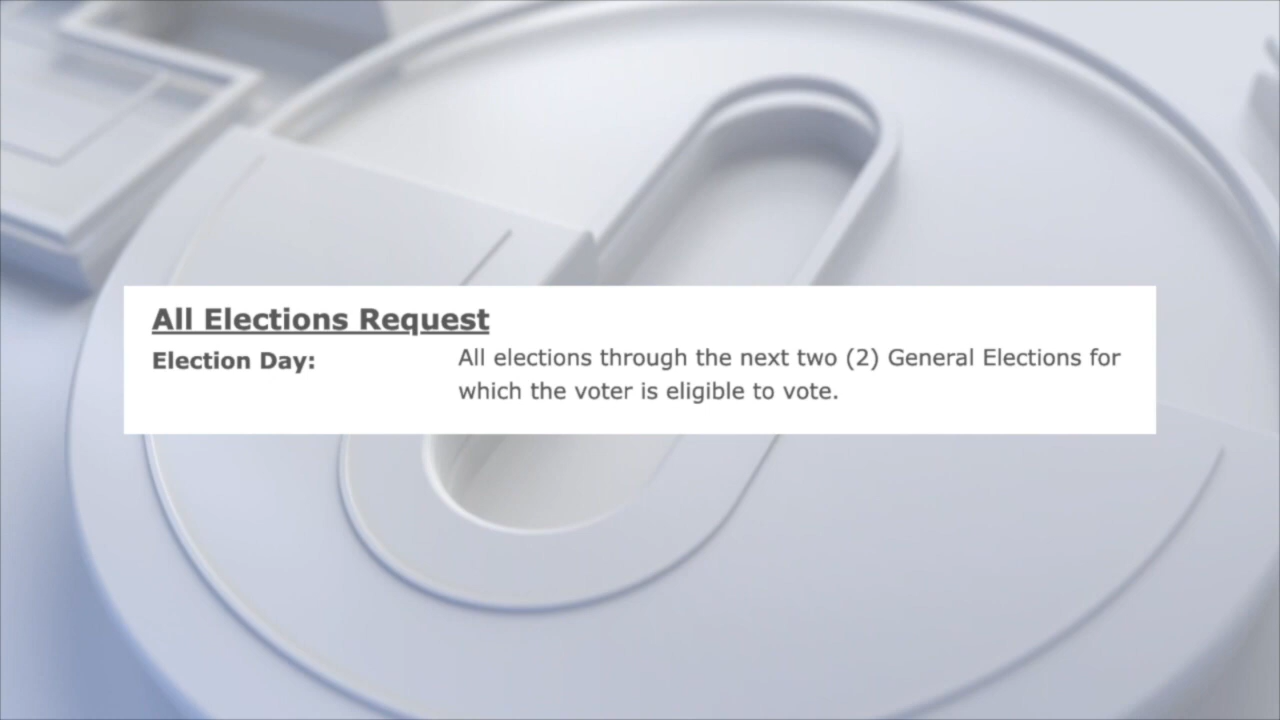 All Elections Request
Election Day: All elections through the next two (2) General Elections for
which the voter is eligible to vote.